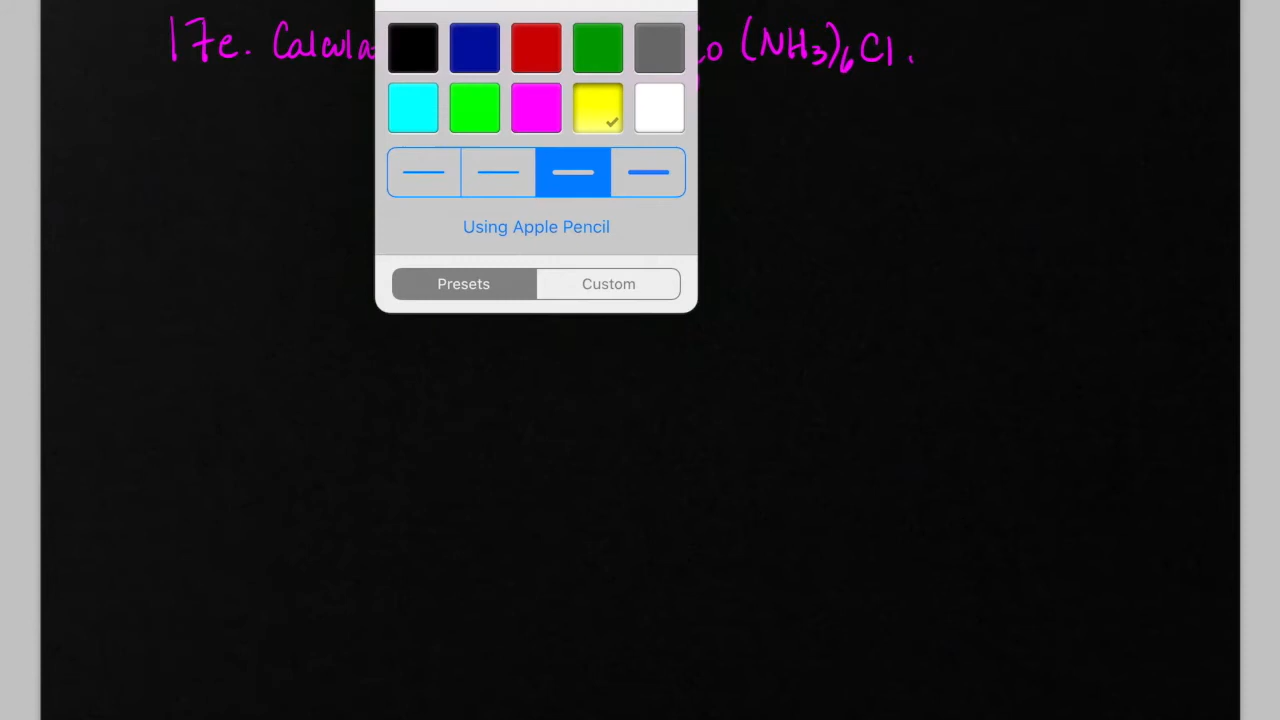 17e. Calcula o (NH3)6Cl.
Using Apple Pencil
Presets Custom